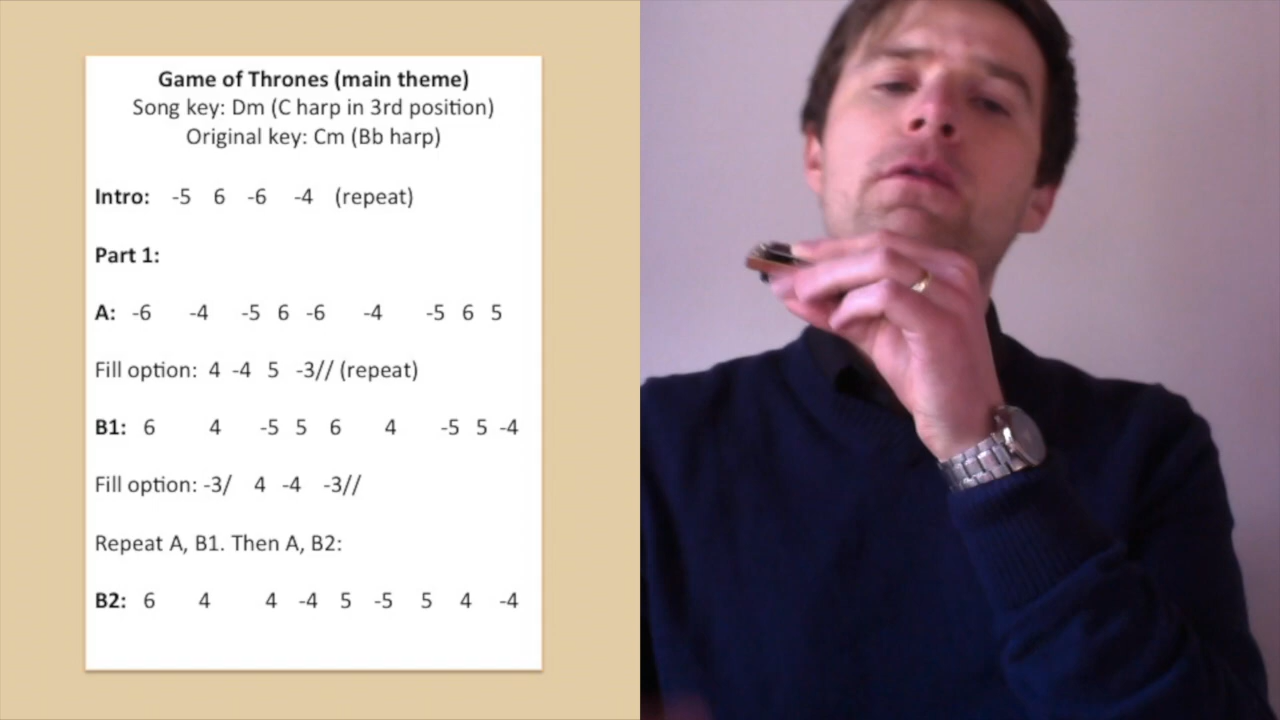 Game of Thrones (main theme)
Song key: Dm (C harp in 3rd position)
Original key: Cm (Bb harp)
Intro: -5 6 -6 -4 (repeat)
Part 1:
A: -6 -4 -5 6 -6 -4 -5 6 5
Fill option: 4 -4 5 -3// (repeat)
B1: 6 4 -5 5 6 4 -5 5 -4
Fill option: -3/ 4 -4 -3//
Repeat A, B1. Then A, B2:
B2: 6 4 4 -4 5 -5 5 4 -4